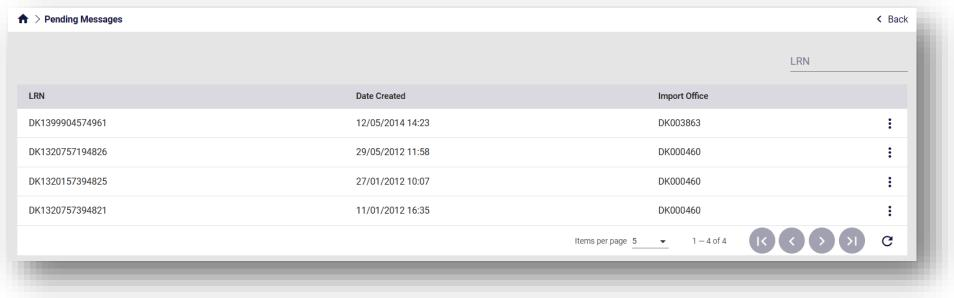 > Pending Messages < Back
LRN
LRN Date Created Import Office
DK1399904574961 12/05/2014 14:23 DK003863
DK1320757194826 29/05/2012 11:58 DK000460
DK1320157394825 27/01/2012 10:07 DK000460
DK1320757394821 11/01/2012 16:35 DK000460
Items per page 5 1 – 4 of 4